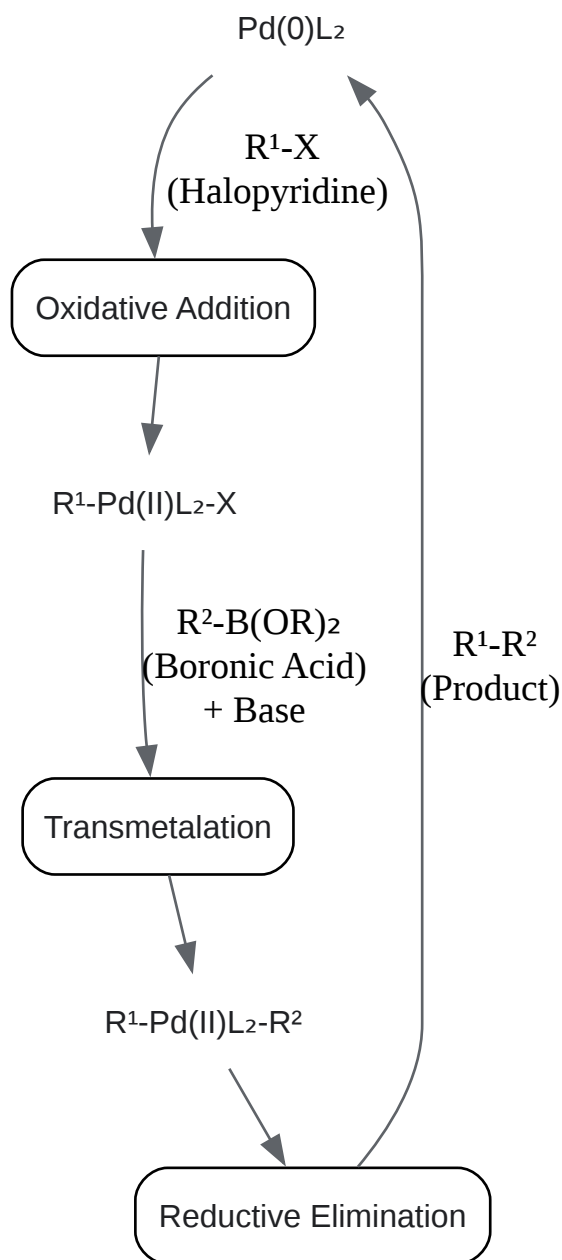 Pd(0)L₂
R¹-X
(Halopyridine)
Oxidative Addition
R¹-Pd(II)L₂-X
R²-B(OR)₂
(Boronic Acid)
+ Base
R¹-R²
(Product)
Transmetalation
R¹-Pd(II)L₂-R²
Reductive Elimination